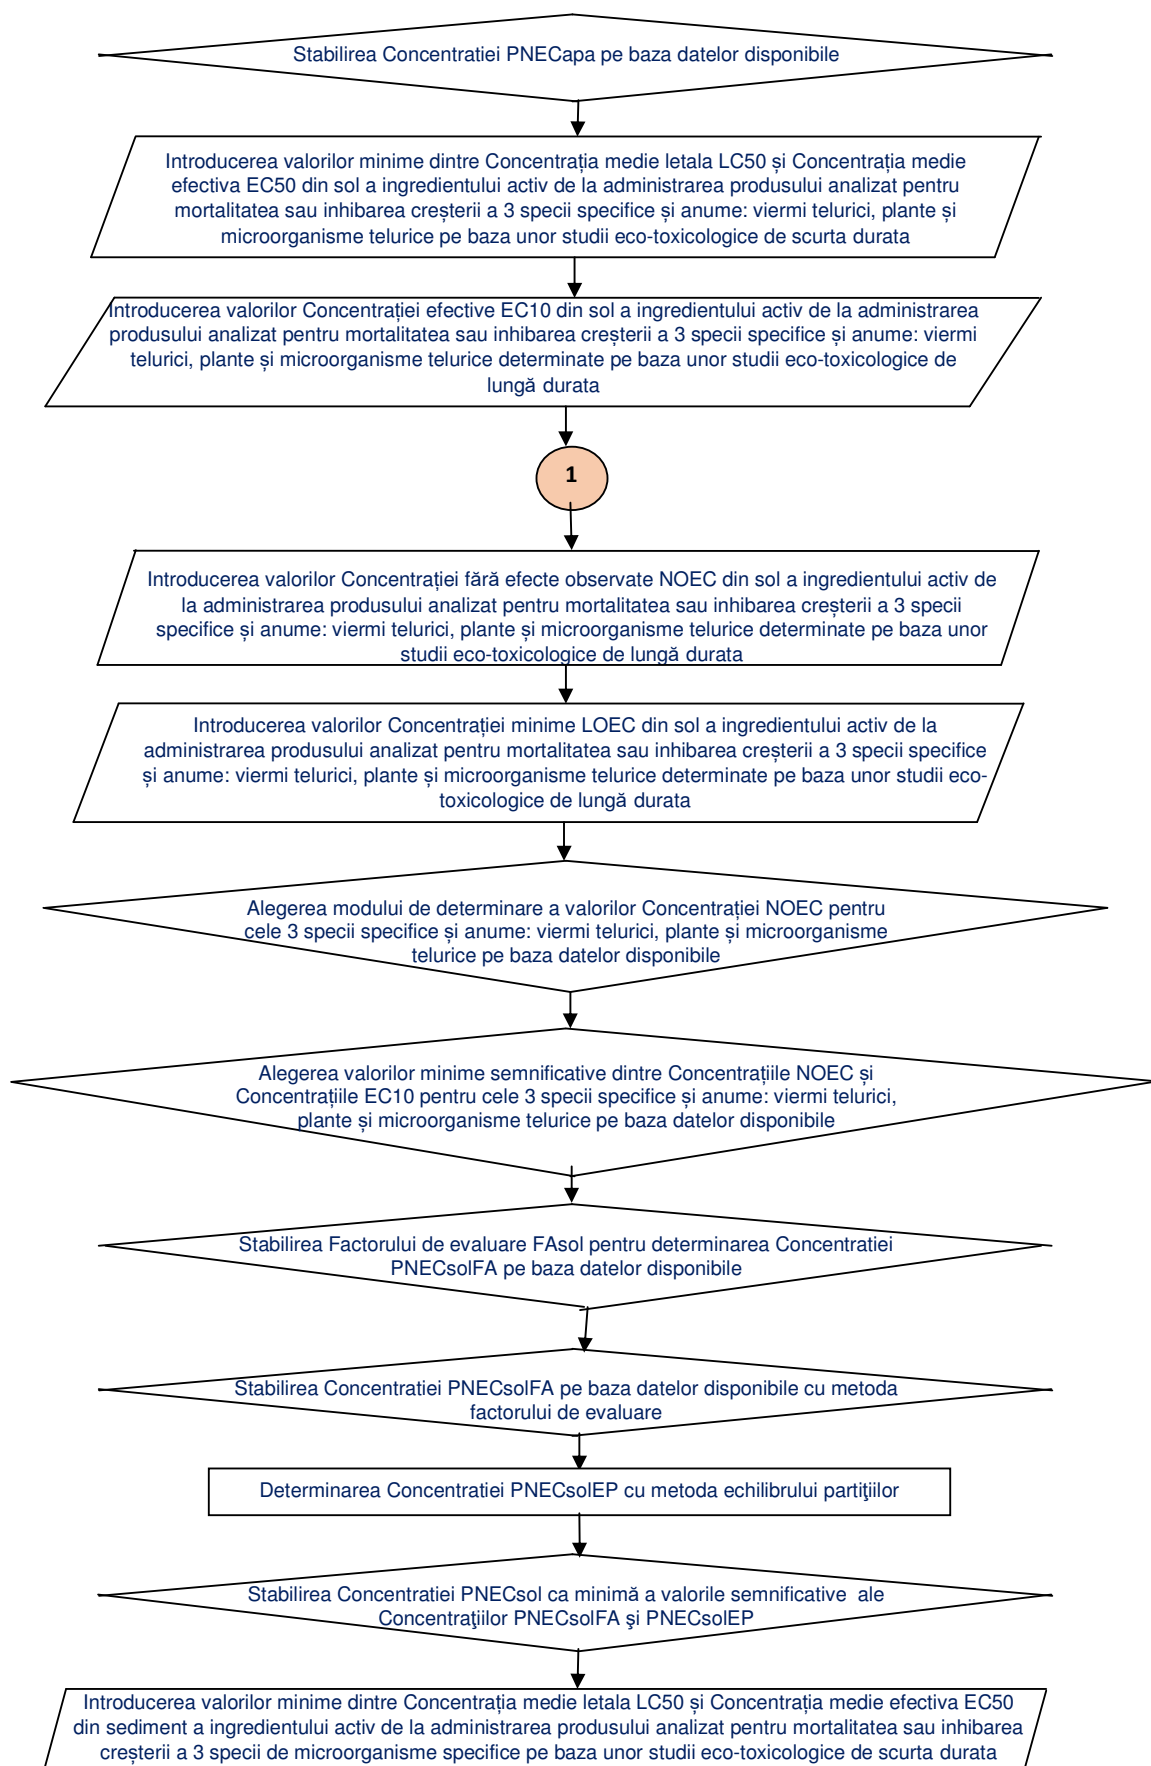 Stabilirea Concentratiei PNECapa pe baza datelor disponibile
Introducerea valorilor minime dintre Concentrația medie letala LC50 și Concentrația medie
efectiva EC50 din sol a ingredientului activ de la administrarea produsului analizat pentru
mortalitatea sau inhibarea creșterii a 3 specii specifice și anume: viermi telurici, plante și
microorganisme telurice pe baza unor studii eco-toxicologice de scurta durata
Introducerea valorilor Concentrației efective EC10 din sol a ingredientului activ de la administrarea
produsului analizat pentru mortalitatea sau inhibarea creșterii a 3 specii specifice și anume: viermi
telurici, plante și microorganisme telurice determinate pe baza unor studii eco-toxicologice de
lungă durata
1
Introducerea valorilor Concentrației fără efecte observate NOEC din sol a ingredientului activ de
la administrarea produsului analizat pentru mortalitatea sau inhibarea creșterii a 3 specii
specifice și anume: viermi telurici, plante și microorganisme telurice determinate pe baza unor
studii eco-toxicologice de lungă durata
Introducerea valorilor Concentrației minime LOEC din sol a ingredientului activ de la
administrarea produsului analizat pentru mortalitatea sau inhibarea creșterii a 3 specii specifice
și anume: viermi telurici, plante și microorganisme telurice determinate pe baza unor studii eco-
toxicologice de lungă durata
Alegerea modului de determinare a valorilor Concentrației NOEC pentru
cele 3 specii specifice și anume: viermi telurici, plante și microorganisme
telurice pe baza datelor disponibile
Alegerea valorilor minime semnificative dintre Concentrațiile NOEC și
Concentrațiile EC10 pentru cele 3 specii specifice și anume: viermi telurici,
plante și microorganisme telurice pe baza datelor disponibile
Stabilirea Factorului de evaluare FAsol pentru determinarea Concentratiei
PNECsolFA pe baza datelor disponibile
Stabilirea Concentratiei PNECsolFA pe baza datelor disponibile cu metoda
factorului de evaluare
Determinarea Concentratiei PNECsolEP cu metoda echilibrului partiţiilor
Stabilirea Concentratiei PNECsol ca minimă a valorile semnificative ale
Concentraţiilor PNECsolFA şi PNECsolEP
Introducerea valorilor minime dintre Concentrația medie letala LC50 și Concentrația medie efectiva EC50
din sediment a ingredientului activ de la administrarea produsului analizat pentru mortalitatea sau inhibarea
creșterii a 3 specii de microorganisme specifice pe baza unor studii eco-toxicologice de scurta durata